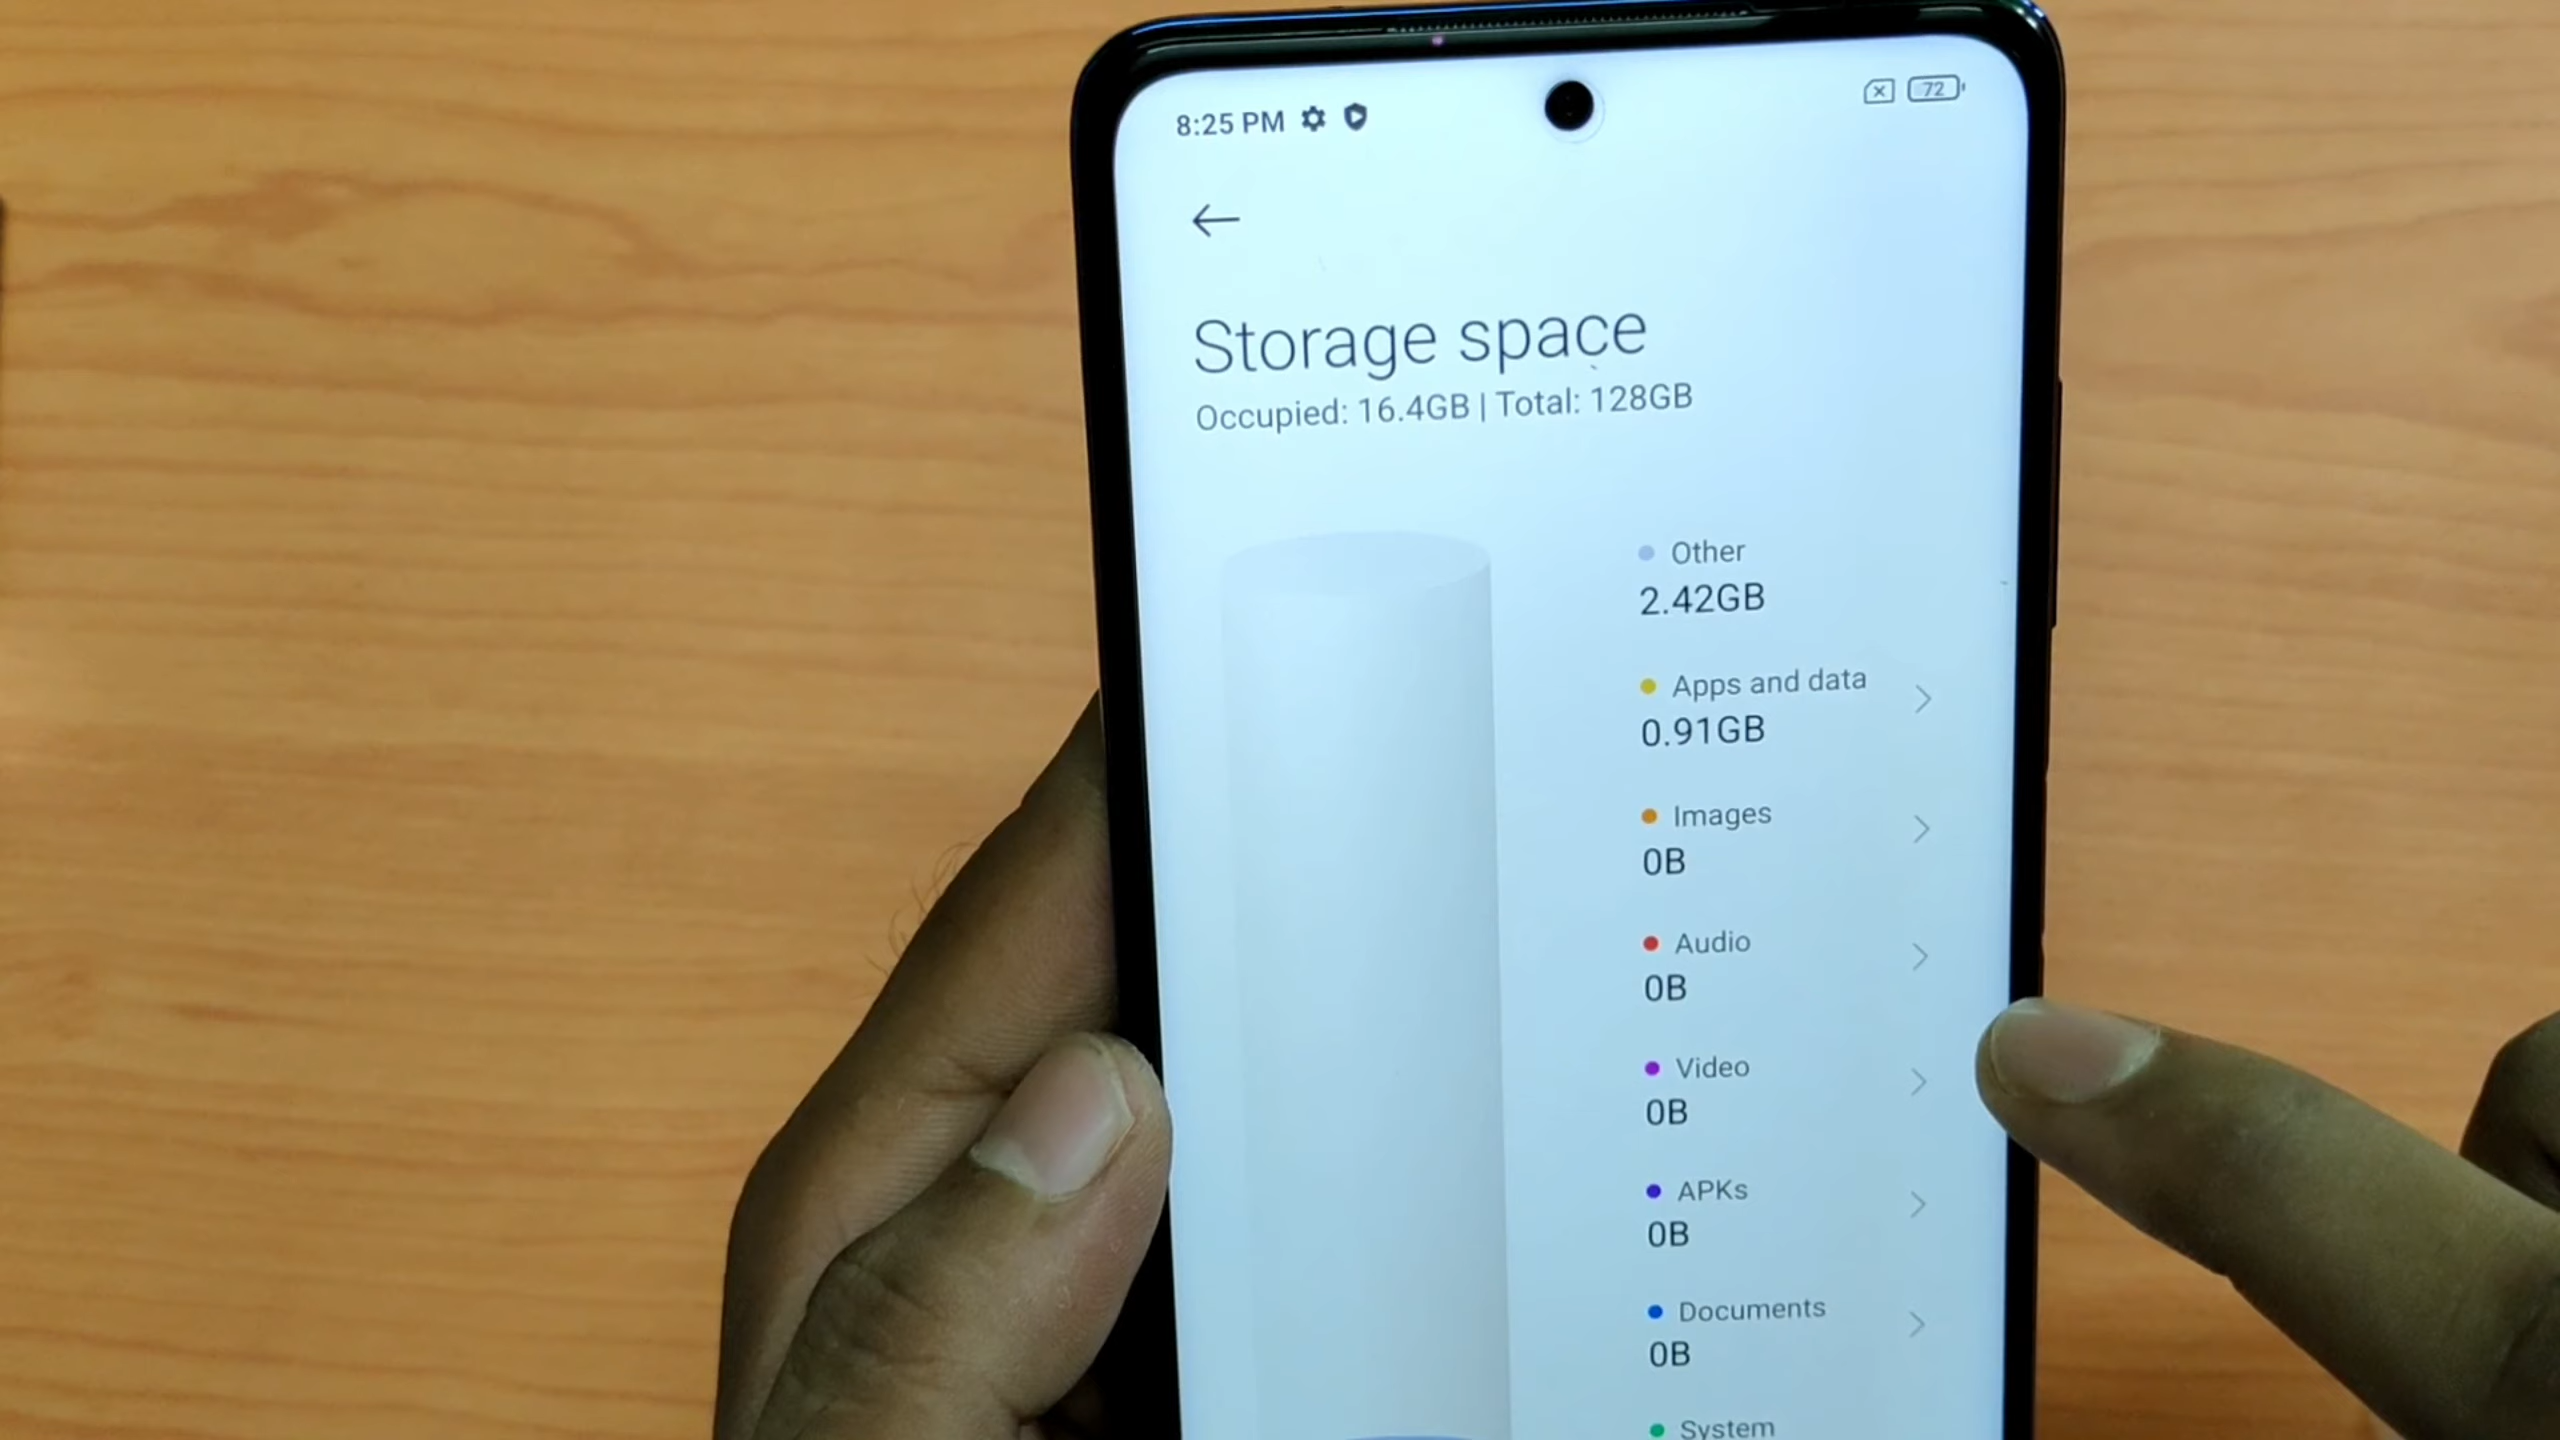 8:25 PM
72
Storage space
Occupied: 16.4GB | Total: 128GB
Other
2.42GB
Apps and data
0.91GB
Images
0B
Audio
0B
Video
0B
APKs
0B
Documents
0B
System